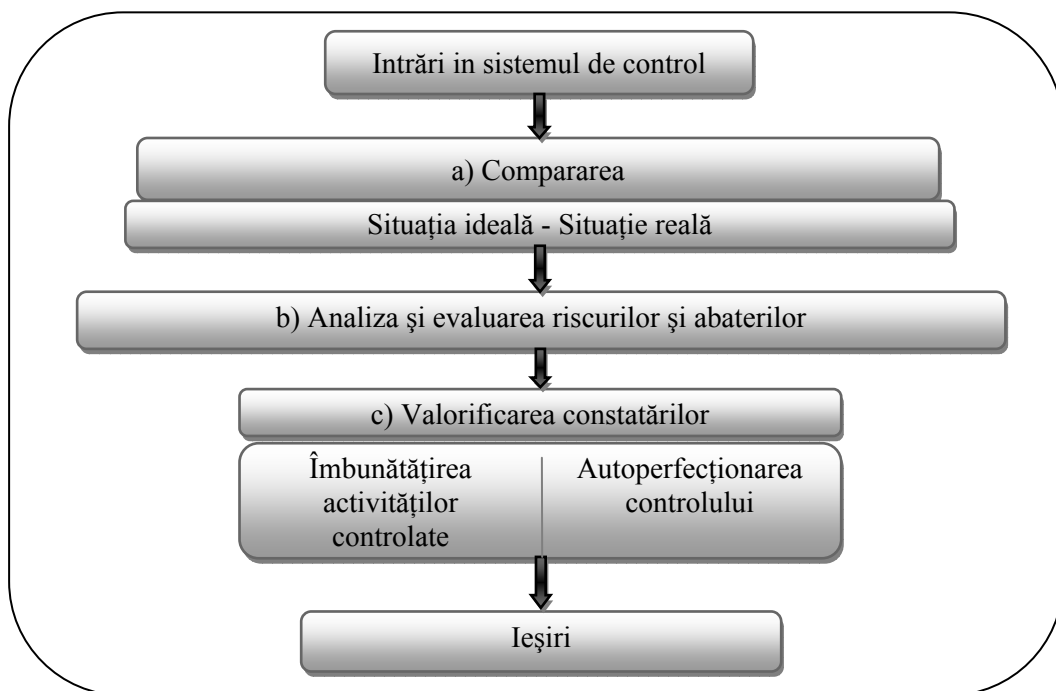 Intrări in sistemul de control
a) Compararea
Situația ideală - Situație reală
b) Analiza şi evaluarea riscurilor şi abaterilor
c) Valorificarea constatărilor
Îmbunătățirea
activităților
controlate
Autoperfecționarea
controlului
Ieşiri